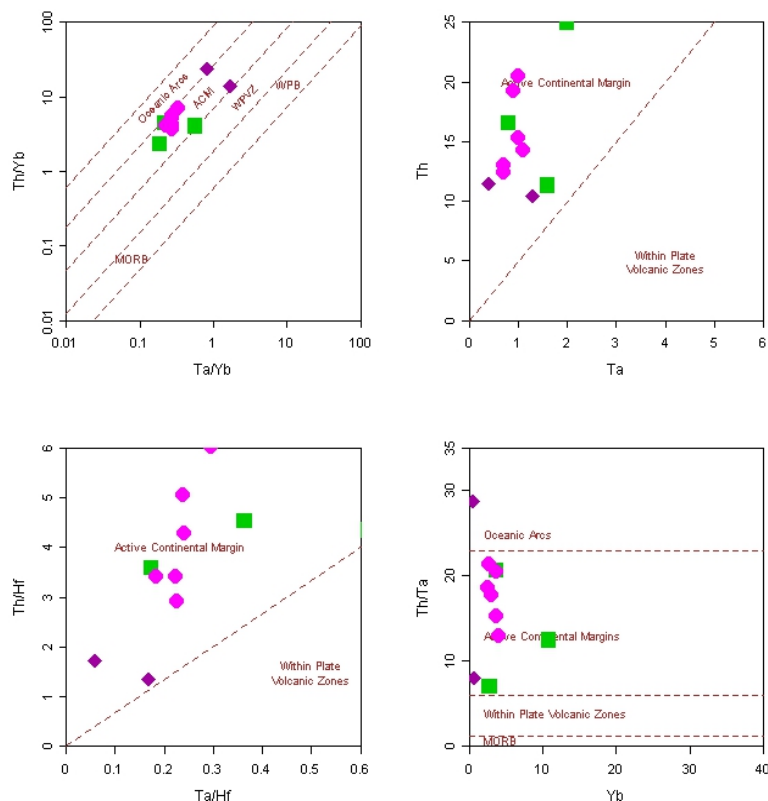 100
10
1
0.1
0.01
Th/Yb
Oceanic Arcs
ACM
WPVZ
WPB
MORB
0.01 0.1 1 10 100
Ta/Yb
25
20
15
10
5
0
Th
Active Continental Margin
Within Plate
Volcanic Zones
0 1 2 3 4 5 6
Ta
6
5
4
3
2
1
0
Th/Hf
Active Continental Margin
Within Plate
Volcanic Zones
0 0.1 0.2 0.3 0.4 0.5 0.6
Ta/Hf
35
30
20
10
0
Th/Ta
Oceanic Arcs
Active Continental Margins
Within Plate Volcanic Zones
MORB
0 10 20 30 40
Yb